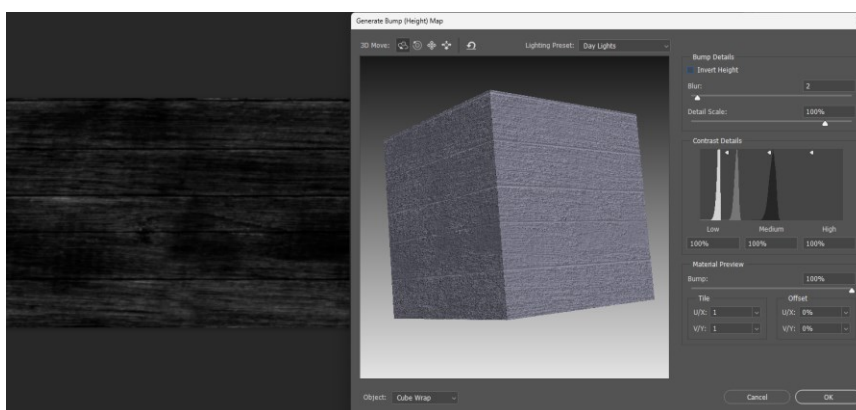 Generate Bump (Height) Map
3D Move:
Lighting Preset: Day Lights
Bump Details
Invert Height
Blur: 2
Detail Scale: 100%
Contrast Details
Low Medium High
100% 100% 100%
Material Preview
Bump: 100%
Tile Offset
U/X: 1 U/X: 0%
V/Y: 1 V/Y: 0%
Object: Cube Wrap
Cancel OK